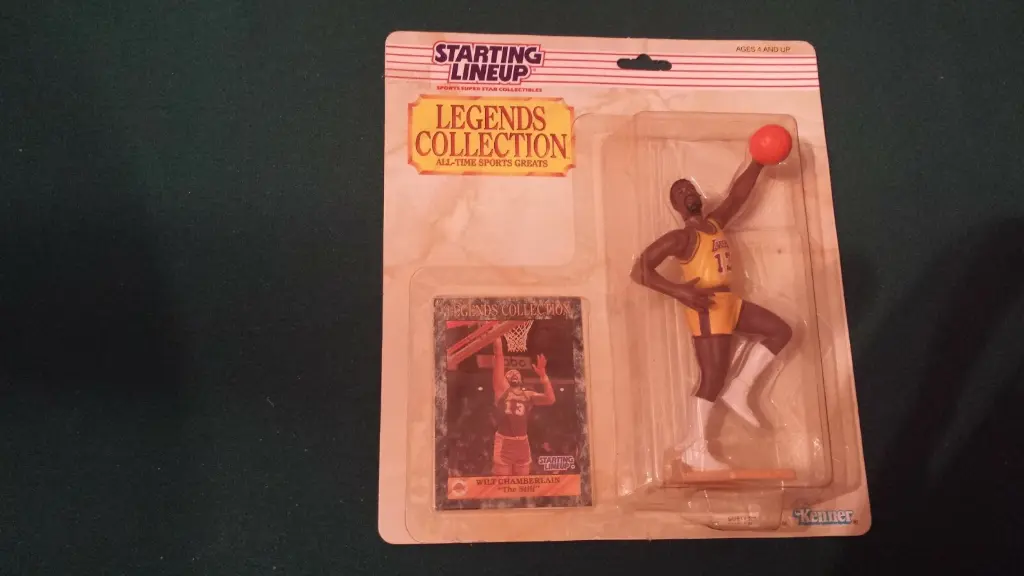 STARTING
LINEUP
SPORTS SUPER STAR COLLECTIBLES
AGES 4 AND UP
LEGENDS
COLLECTION
ALL-TIME SPORTS GREATS
LEGENDS COLLECTION
13
STARTING
LINEUP
WILT CHAMBERLAIN
"The Stilt"
Kenner